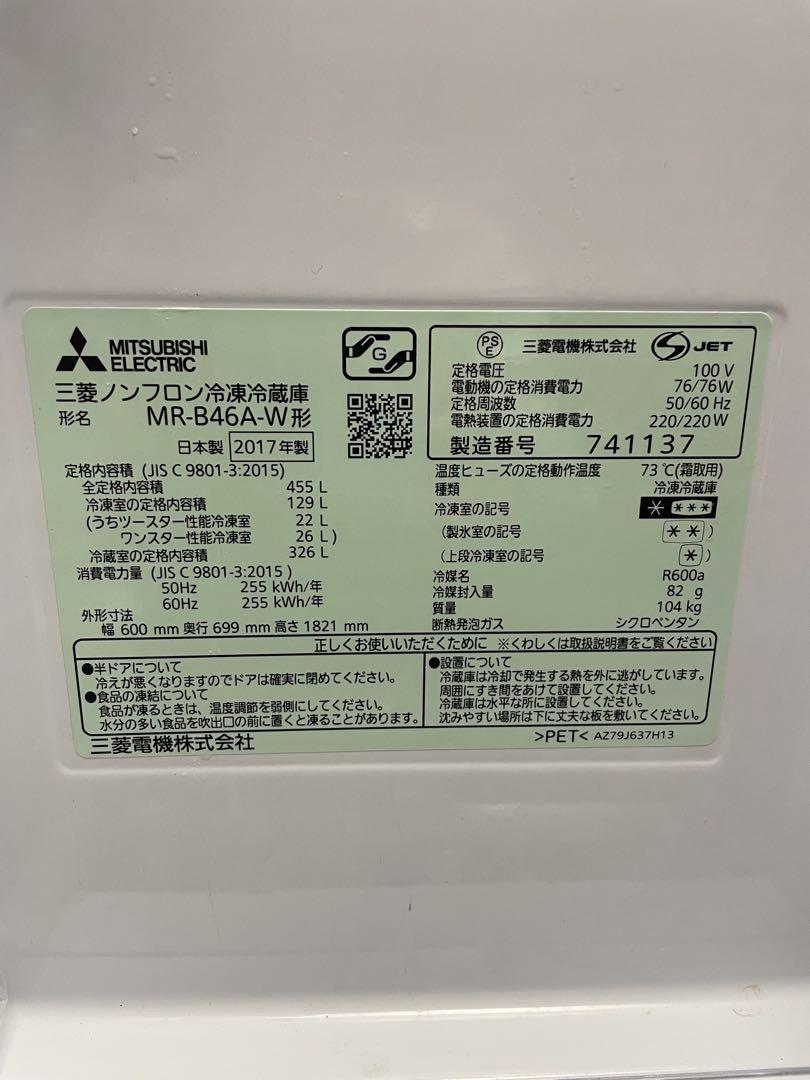 MITSUBISHI
ELECTRIC
G
三菱ノンフロン冷凍冷蔵庫
形名 MR-B46A-W形
日本製 2017年製
定格内容積 (JIS C 9801-3:2015)
全定格内容積 455 L
冷凍室の定格内容積 129 L
(うちツースター性能冷凍室 22 L
ワンスター性能冷凍室 26 L)
冷蔵室の定格内容積 326 L
消費電力量 (JIS C 9801-3:2015)
50Hz 255 kWh/年
60Hz 255 kWh/年
外形寸法
幅 600 mm 奥行 699 mm 高さ 1821 mm
PS
E 三菱電機株式会社 S JET
定格電圧 100 V
電動機の定格消費電力 76/76W
定格周波数 50/60 Hz
電熱装置の定格消費電力 220/220W
製造番号 741137
温度ヒューズの定格動作温度 73℃(霜取用)
種類 冷凍冷蔵庫
冷凍室の記号 * ***
(製氷室の記号 ** )
(上段冷凍室の記号 * )
冷媒名 R600a
冷媒封入量 82 g
質量 104 kg
断熱発泡ガス シクロペンタン
正しくお使いいただくために ※くわしくは取扱説明書をご覧ください
●半ドアについて
冷えが悪くなりますのでドアは確実に閉めてください。
●食品の凍結について
食品が凍るときは、温度調節を弱側にしてください。
水分の多い食品を吹出口の前に置くと凍ることがあります。
●設置について
冷蔵庫は冷却で発生する熱を外に逃がしています。
周囲にすき間をあけて設置してください。
冷蔵庫は水平な所に設置してください。
沈みやすい場所は下に丈夫な板を敷いてください。
三菱電機株式会社
>PET< AZ79J637H13